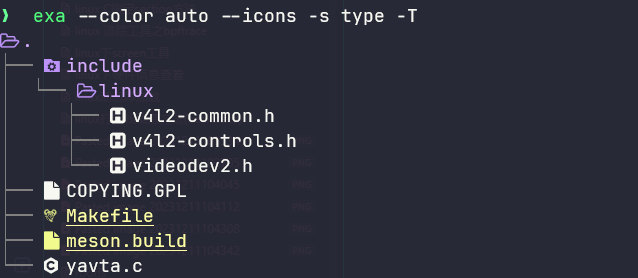 ❯ exa --color auto --icons -s type -T
.
include
linux
v4l2-common.h
v4l2-controls.h
videodev2.h
COPYING.GPL
Makefile
meson.build
yavta.c